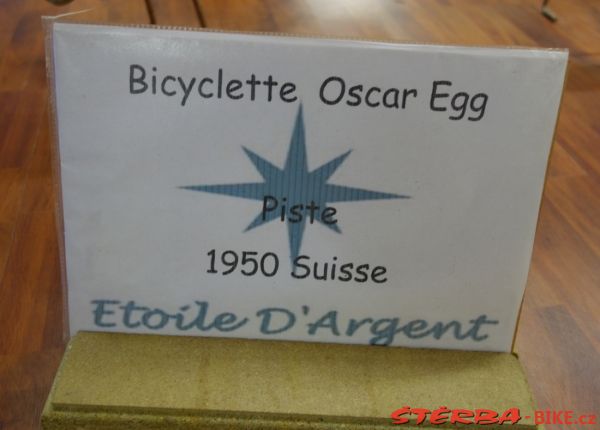 Bicyclette Oscar Egg
Piste
1950 Suisse
Etoile D'Argent
STERBA-BIKE.cz